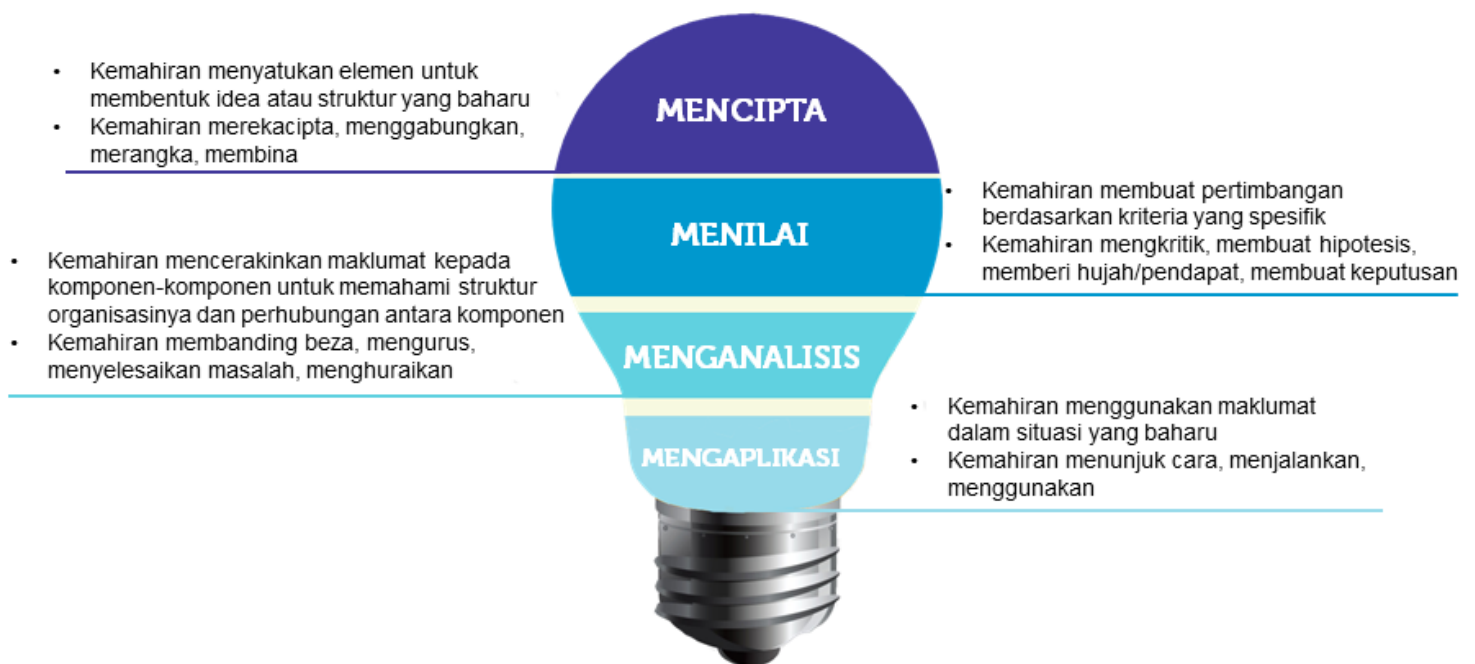 • Kemahiran menyatukan elemen untuk
membentuk idea atau struktur yang baharu
• Kemahiran merekacipta, menggabungkan,
merangka, membina
MENCIPTA
• Kemahiran membuat pertimbangan
berdasarkan kriteria yang spesifik
• Kemahiran mengkritik, membuat hipotesis,
memberi hujah/pendapat, membuat keputusan
MENILAI
• Kemahiran mencerakinkan maklumat kepada
komponen-komponen untuk memahami struktur
organisasinya dan perhubungan antara komponen
• Kemahiran membanding beza, mengurus,
menyelesaikan masalah, menghuraikan
MENGANALISIS
• Kemahiran menggunakan maklumat
dalam situasi yang baharu
• Kemahiran menunjuk cara, menjalankan,
menggunakan
MENGAPLIKASI